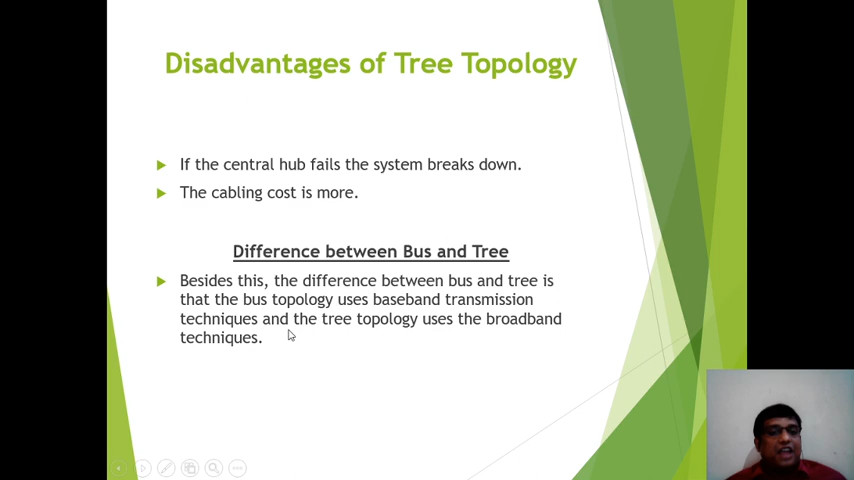 Disadvantages of Tree Topology
If the central hub fails the system breaks down.
The cabling cost is more.
Difference between Bus and Tree
Besides this, the difference between bus and tree is
that the bus topology uses baseband transmission
techniques and the tree topology uses the broadband
techniques.